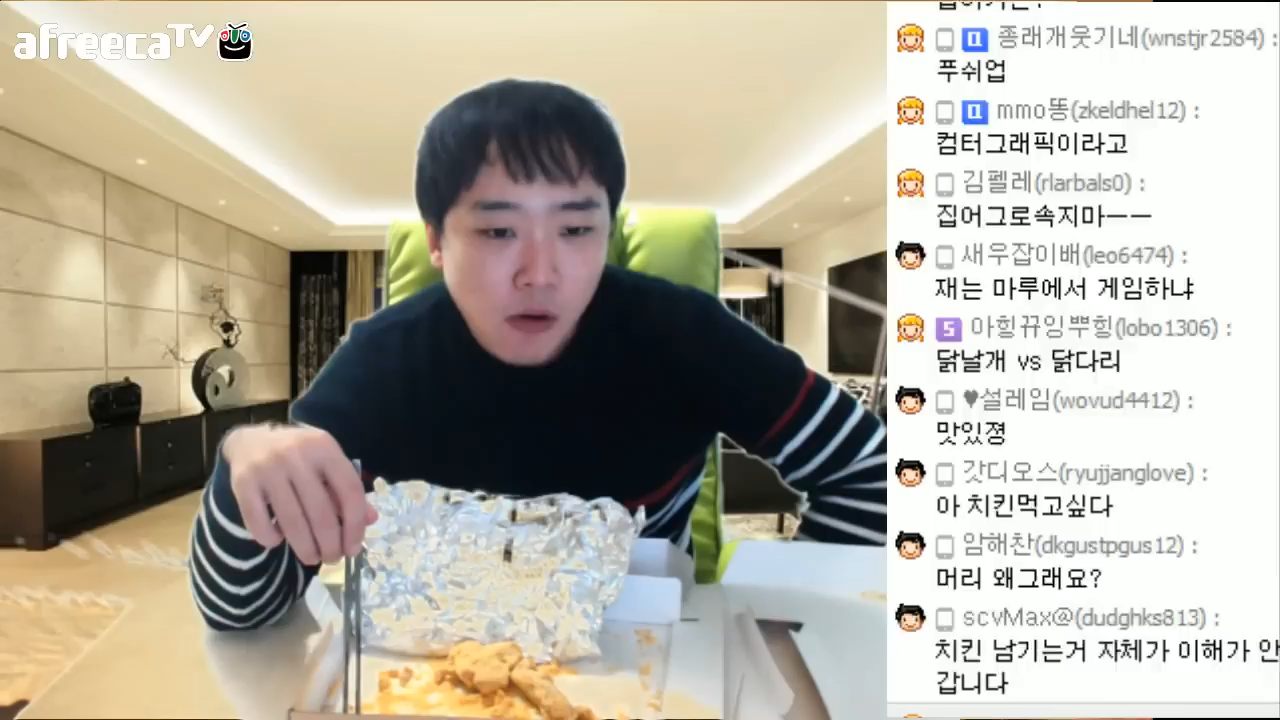 afreecaTV
종래개웃기네(wnstjr2584) :
푸쉬업
mmo똥(zkeldhel12) :
컴터그래픽이라고
김펠레(rlarbals0) :
집어그로속지마ㅡㅡ
새우잡이배(leo6474) :
재는 마루에서 게임하냐
S 아힝뀨잉뿌힝(lobo1306) :
닭날개 vs 닭다리
♥설레임(wovud4412) :
맛있졍
갓디오스(ryujjanglove) :
아 치킨먹고싶다
암해찬(dkgustpgus12) :
머리 왜그래요?
scvMax@(dudghks813) :
치킨 남기는거 자체가 이해가 안
갑니다